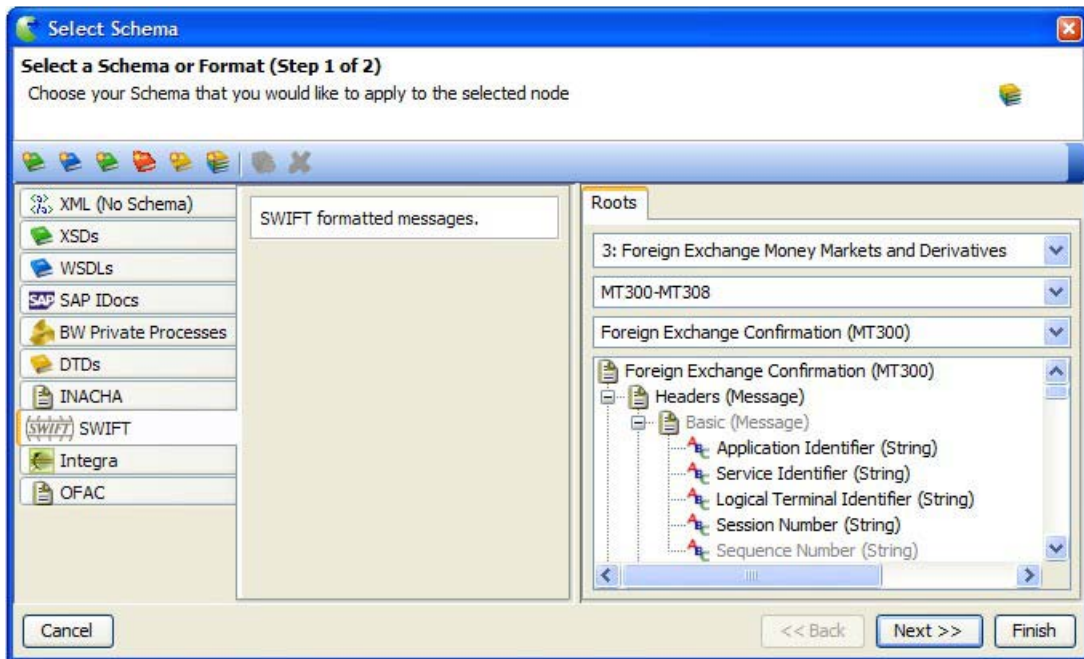 Select Schema
Select a Schema or Format (Step 1 of 2)
Choose your Schema that you would like to apply to the selected node
XML (No Schema)
XSDs
WSDLs
SAP SAP IDocs
BW Private Processes
DTDs
INACHA
SWIFT SWIFT
Integra
OFAC
SWIFT formatted messages.
Roots
3: Foreign Exchange Money Markets and Derivatives
MT300-MT308
Foreign Exchange Confirmation (MT300)
Foreign Exchange Confirmation (MT300)
Headers (Message)
Basic (Message)
Application Identifier (String)
Service Identifier (String)
Logical Terminal Identifier (String)
Session Number (String)
Sequence Number (String)
Cancel
<< Back
Next >>
Finish